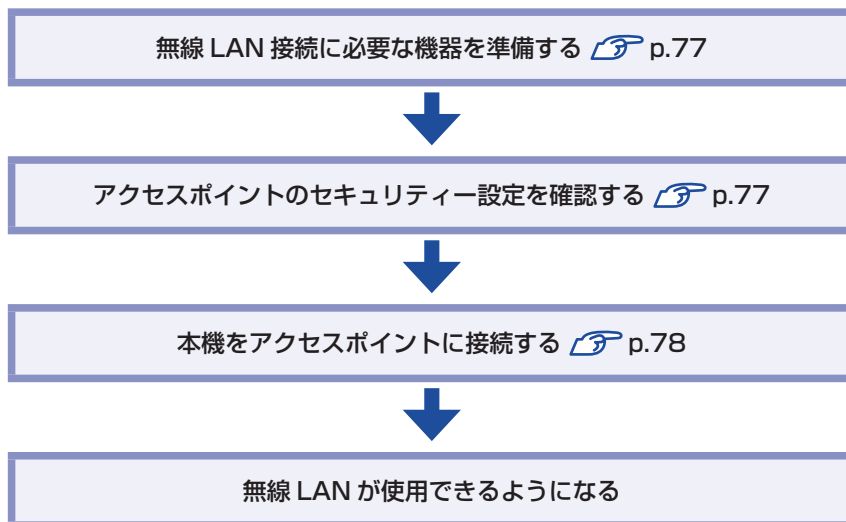 無線 LAN 接続に必要な機器を準備する p.77
アクセスポイントのセキュリティー設定を確認する p.77
本機をアクセスポイントに接続する p.78
無線 LAN が使用できるようになる